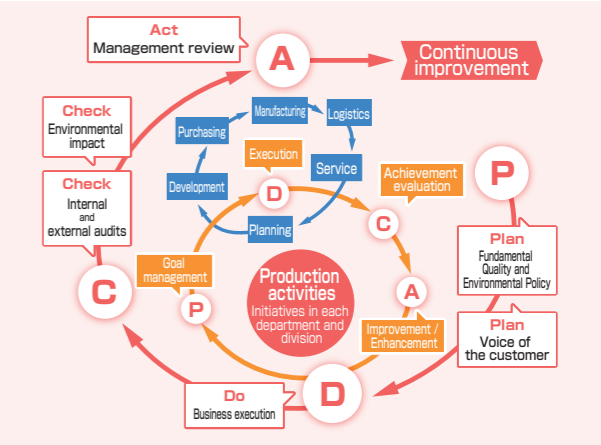 Act
Management review
A
Continuous
improvement
Check
Environmental
impact
Manufacturing
Logistics
Purchasing
Execution
Service
Achievement
evaluation
P
Check
Internal
and
external audits
Development
D
C
Planning
Plan
Fundamental
Quality and
Environmental Policy
Goal
management
Production
activities
Initiatives in each
department and
division
C
P
A
Improvement /
Enhancement
Plan
Voice of
the customer
Do
Business execution
D